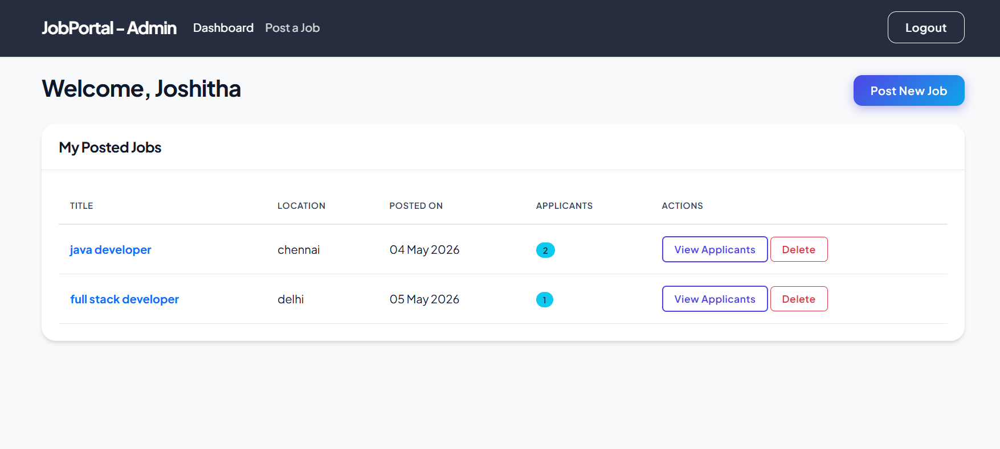 JobPortal – Admin Dashboard Post a Job Logout
Welcome, Joshitha Post New Job
My Posted Jobs
TITLE LOCATION POSTED ON APPLICANTS ACTIONS
java developer chennai 04 May 2026 2 View Applicants Delete
full stack developer delhi 05 May 2026 1 View Applicants Delete